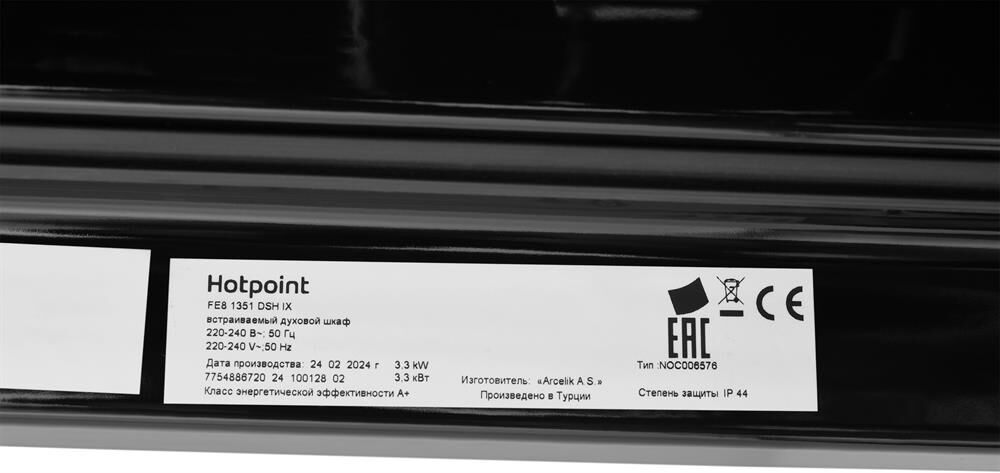 Hotpoint
FE8 1351 DSH IX
встраиваемый духовой шкаф
220-240 В~; 50 Гц
220-240 V~;50 Hz
Дата производства: 24 02 2024 г 3,3 kW
7754886720 24 100128 02 3,3 кВт
Класс энергетической эффективности А+
Изготовитель: «Arcelik A.S.»
Произведено в Турции
CE
EAC
Тип :NOC006576
Степень защиты IP 44